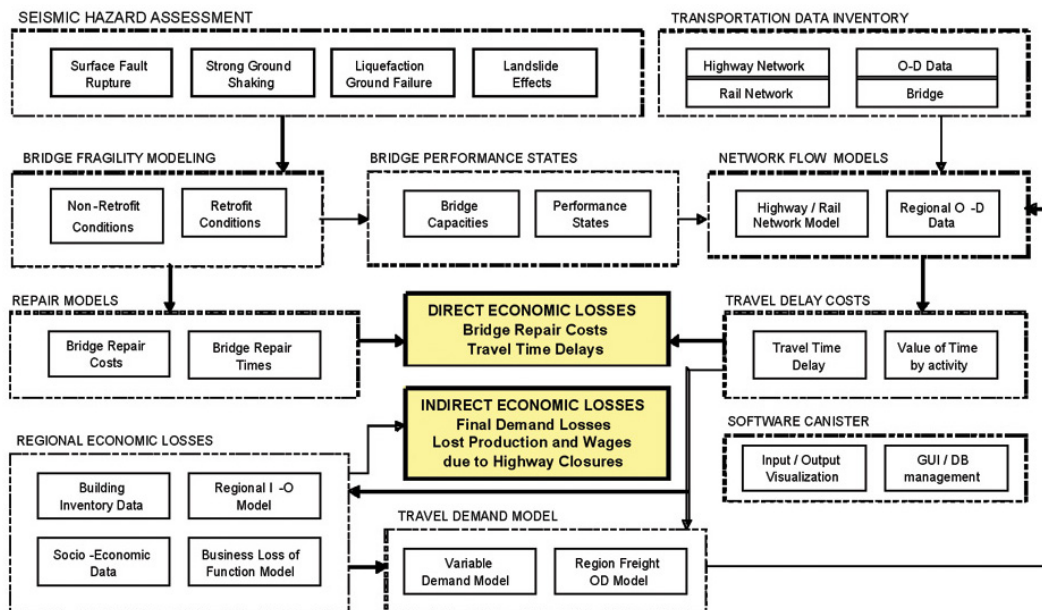 SEISMIC HAZARD ASSESSMENT
Surface Fault
Rupture
Strong Ground
Shaking
Liquefaction
Ground Failure
Landslide
Effects
TRANSPORTATION DATA INVENTORY
Highway Network
Rail Network
O-D Data
Bridge
BRIDGE FRAGILITY MODELING
Non-Retrofit
Conditions
Retrofit
Conditions
BRIDGE PERFORMANCE STATES
Bridge
Capacities
Performance
States
NETWORK FLOW MODELS
Highway / Rail
Network Model
Regional O -D
Data
REPAIR MODELS
Bridge Repair
Costs
Bridge Repair
Times
DIRECT ECONOMIC LOSSES
Bridge Repair Costs
Travel Time Delays
TRAVEL DELAY COSTS
Travel Time
Delay
Value of Time
by activity
INDIRECT ECONOMIC LOSSES
Final Demand Losses
Lost Production and Wages
due to Highway Closures
SOFTWARE CANISTER
Input / Output
Visualization
GUI / DB
management
REGIONAL ECONOMIC LOSSES
Building
Inventory Data
Regional I -O
Model
Socio -Economic
Data
Business Loss of
Function Model
TRAVEL DEMAND MODEL
Variable
Demand Model
Region Freight
OD Model